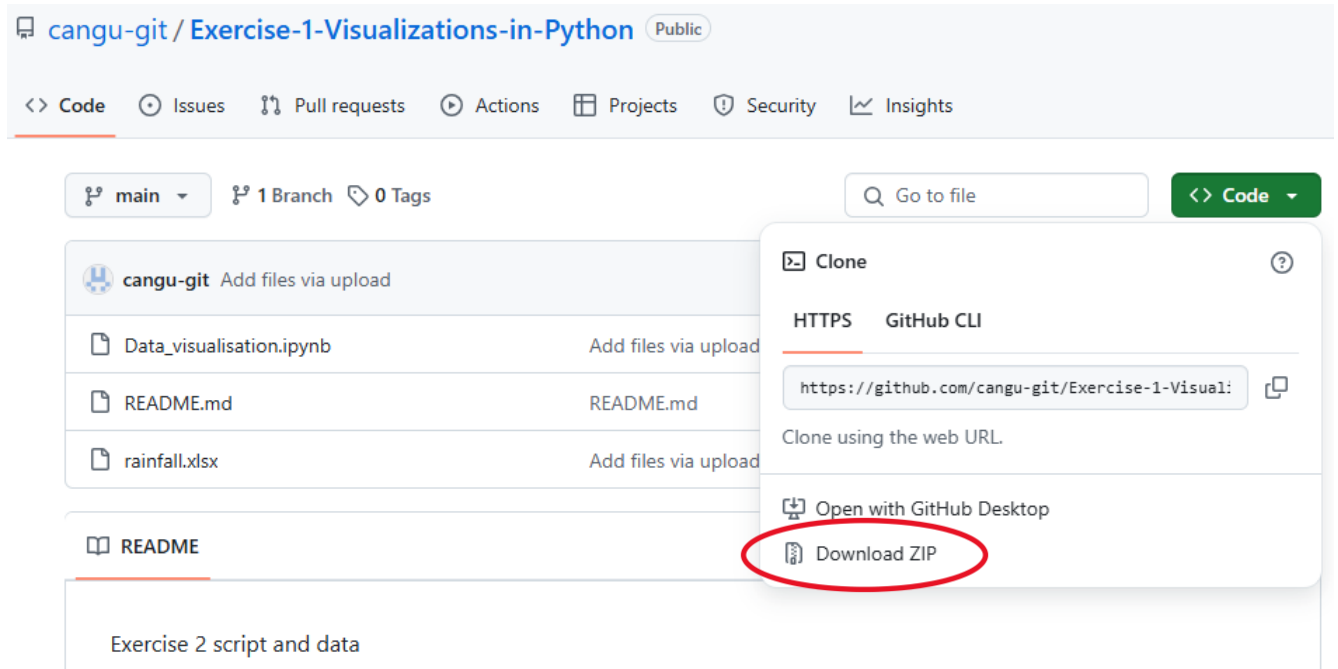 cangu-git / Exercise-1-Visualizations-in-Python Public
Code Issues Pull requests Actions Projects Security Insights
main 1 Branch 0 Tags Go to file Code
cangu-git Add files via upload
Data_visualisation.ipynb Add files via upload
README.md README.md
rainfall.xlsx Add files via upload
README
Exercise 2 script and data
Clone
HTTPS GitHub CLI
https://github.com/cangu-git/Exercise-1-Visuali
Clone using the web URL.
Open with GitHub Desktop
Download ZIP